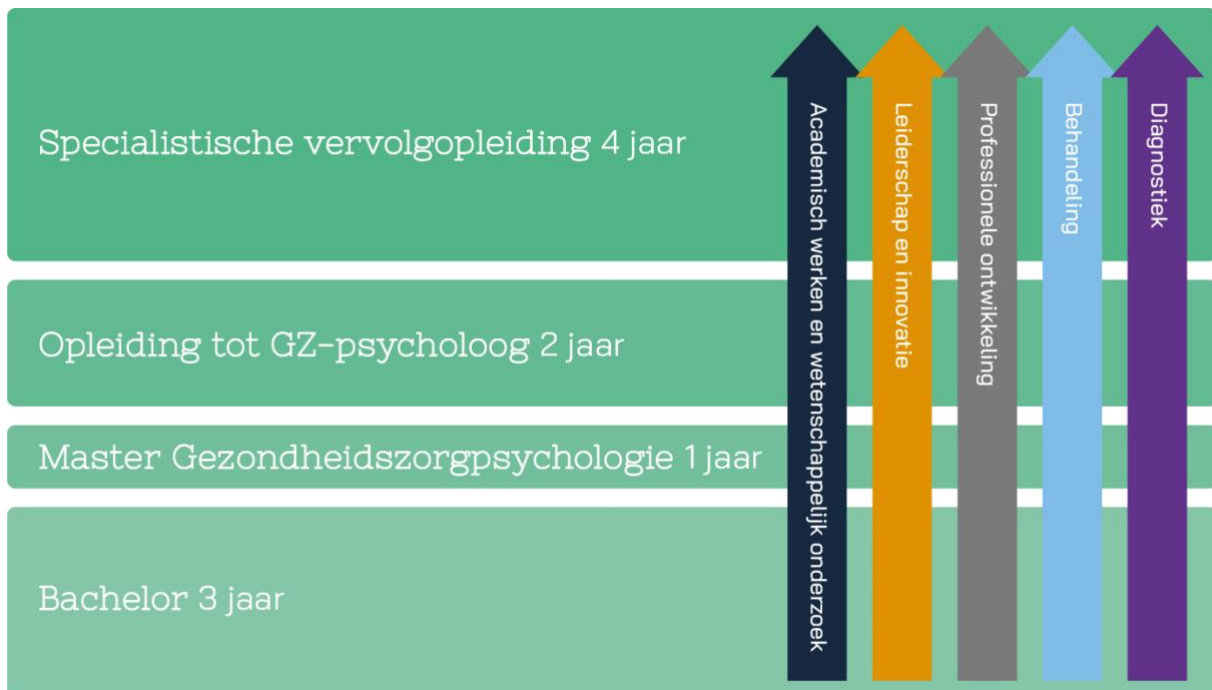 Specialistische vervolgopleiding 4 jaar
Opleiding tot GZ-psycholoog 2 jaar
Master Gezondheidszorgpsychologie 1 jaar
Bachelor 3 jaar
Academisch werken en wetenschappelijk onderzoek
Leiderschap en innovatie
Professionele ontwikkeling
Behandeling
Diagnostiek